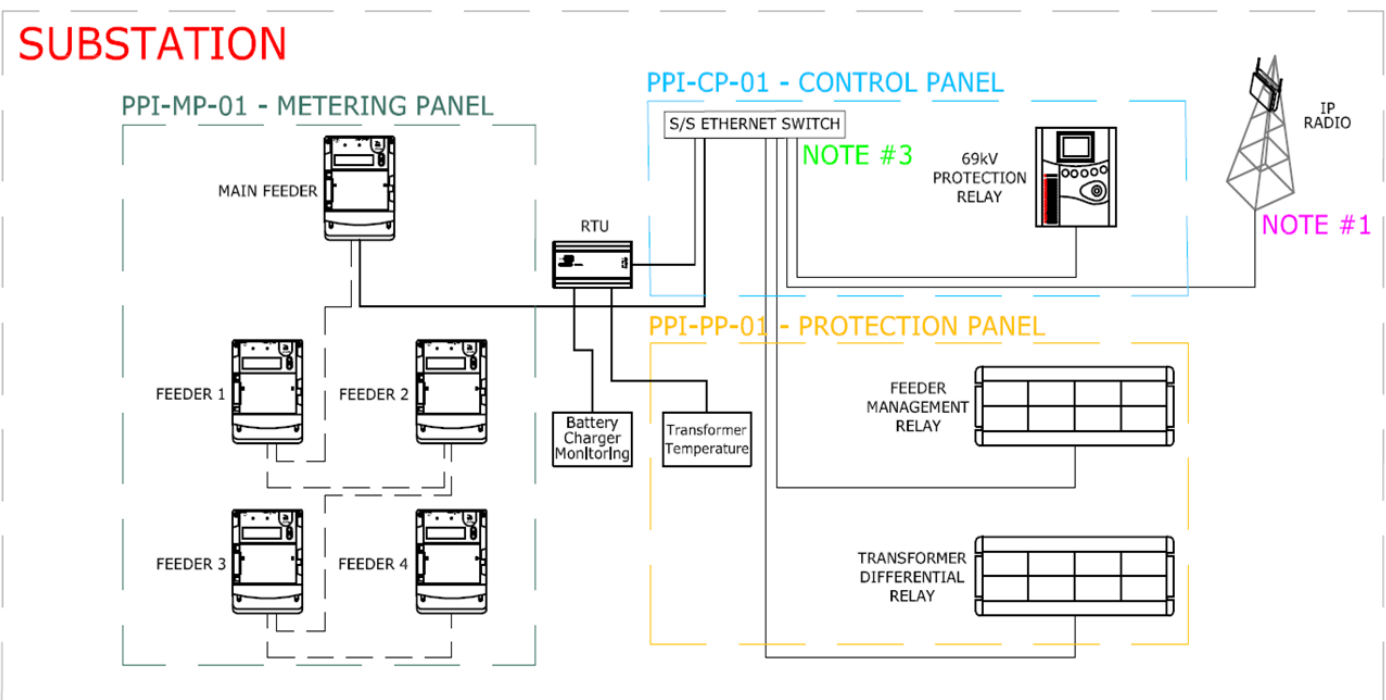 SUBSTATION
PPI-MP-01 - METERING PANEL
MAIN FEEDER
FEEDER 1
FEEDER 2
FEEDER 3
FEEDER 4
RTU
Battery
Charger
Monitoring
Transformer
Temperature
PPI-CP-01 - CONTROL PANEL
S/S ETHERNET SWITCH
NOTE #3
69kV
PROTECTION
RELAY
IP
RADIO
NOTE #1
PPI-PP-01 - PROTECTION PANEL
FEEDER
MANAGEMENT
RELAY
TRANSFORMER
DIFFERENTIAL
RELAY